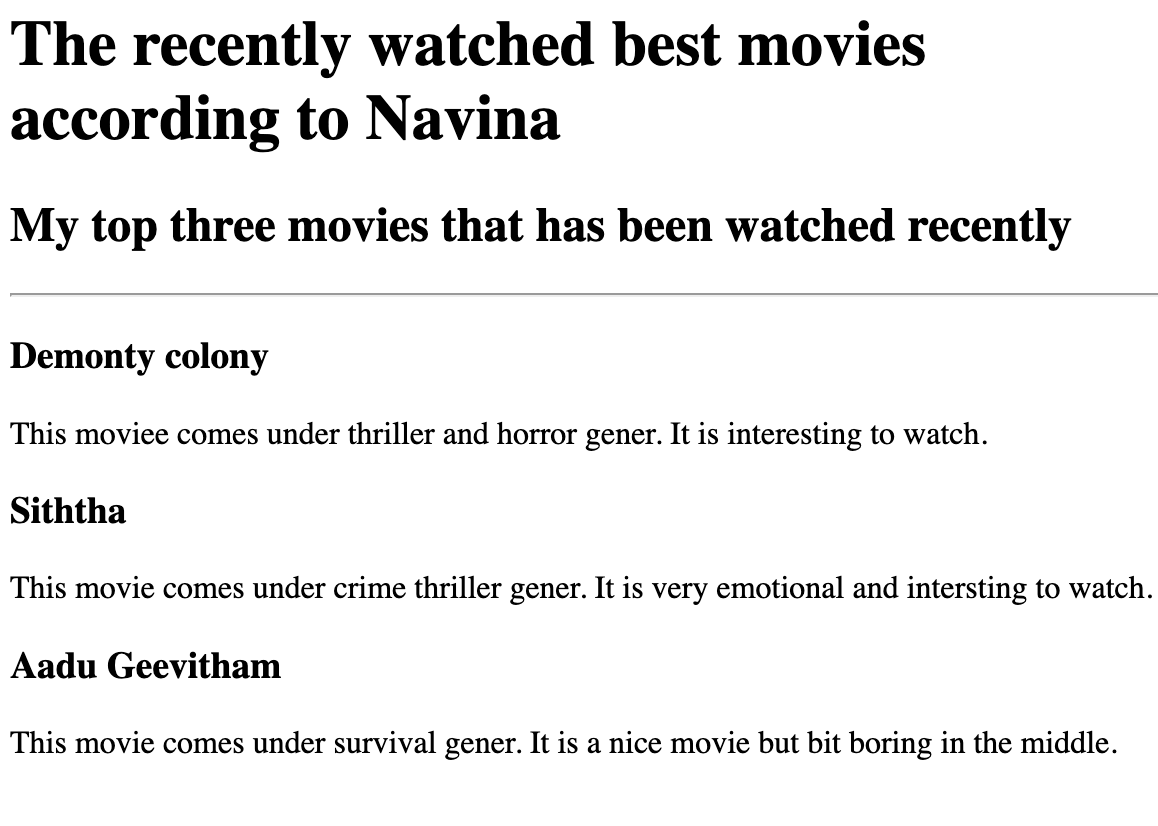 The recently watched best movies
according to Navina
My top three movies that has been watched recently
Demonty colony
This moviee comes under thriller and horror gener. It is interesting to watch.
Siththa
This movie comes under crime thriller gener. It is very emotional and intersting to watch.
Aadu Geevitham
This movie comes under survival gener. It is a nice movie but bit boring in the middle.